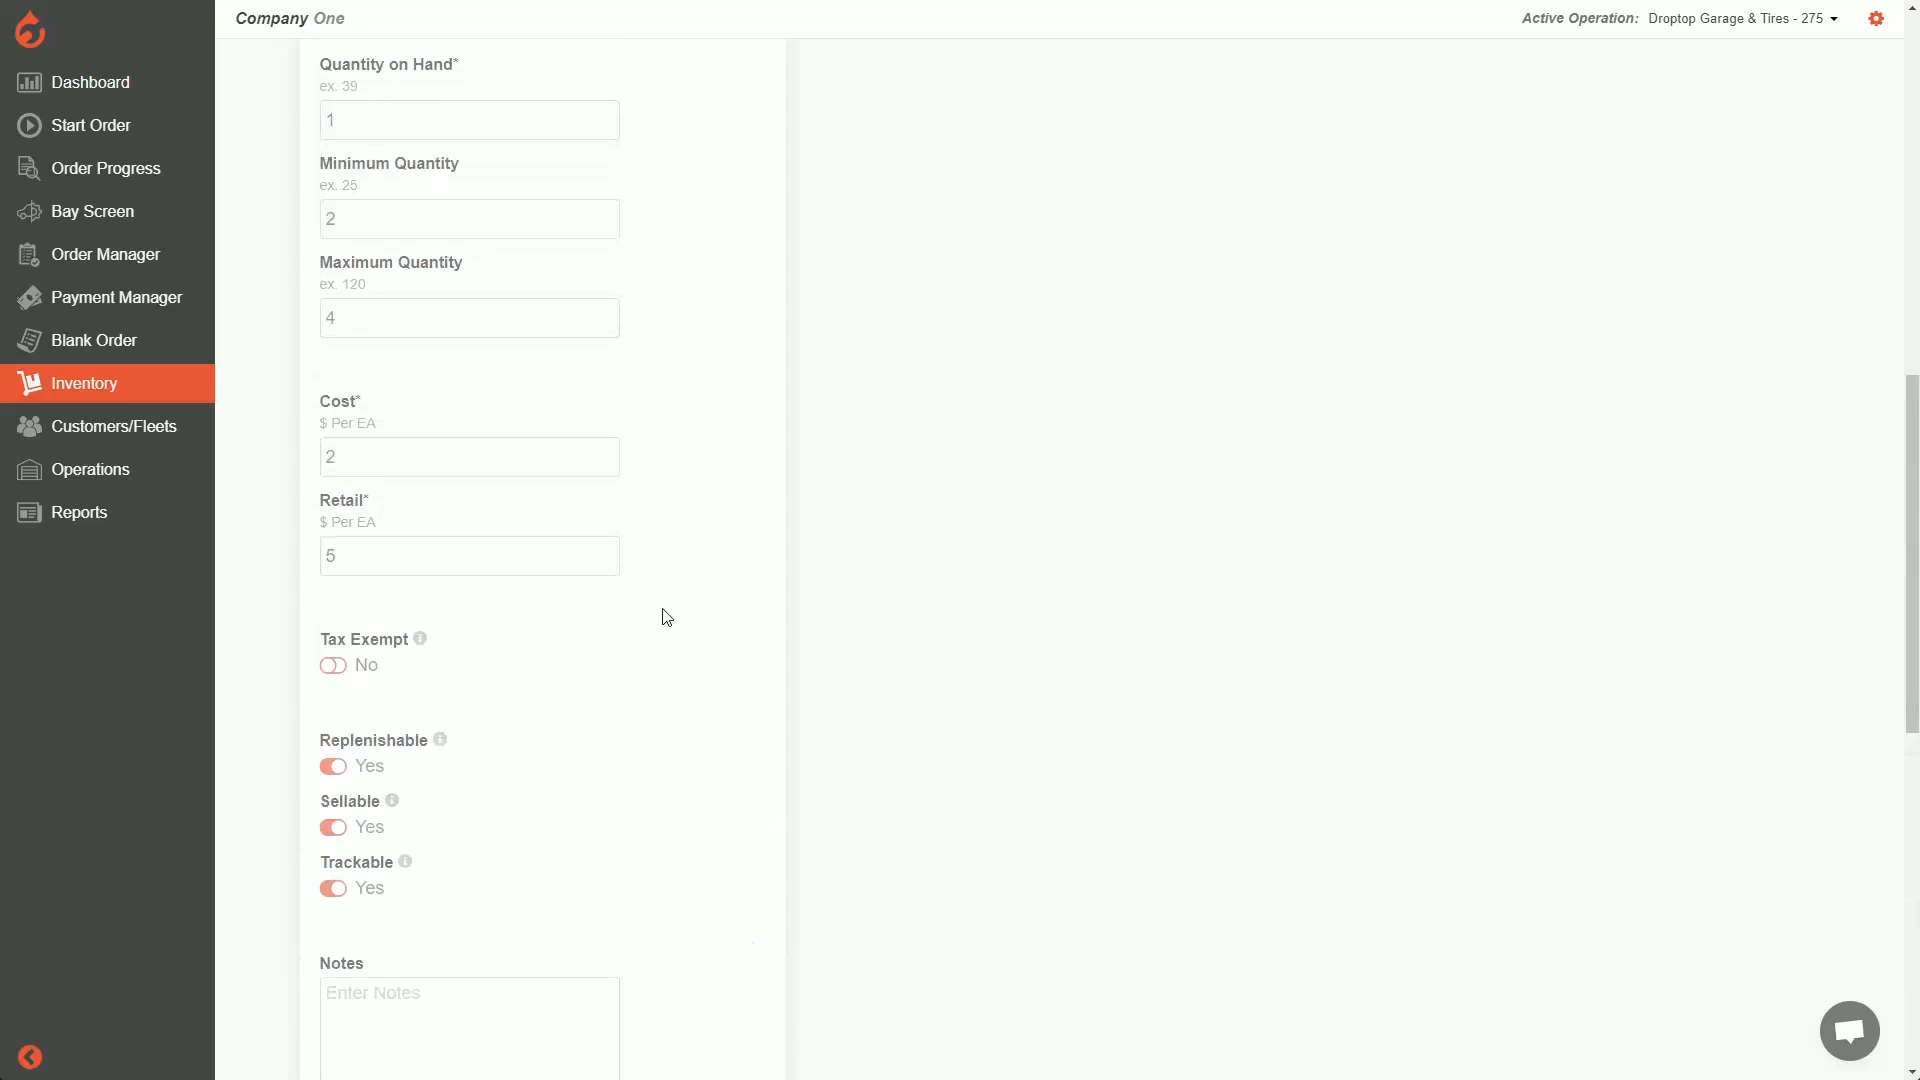 Company One
Active Operation: Droptop Garage & Tires - 275
Dashboard
Start Order
Order Progress
Bay Screen
Order Manager
Payment Manager
Blank Order
Inventory
Customers/Fleets
Operations
Reports
Quantity on Hand*
ex. 39
1
Minimum Quantity
ex. 25
2
Maximum Quantity
ex. 120
4
Cost*
$ Per EA
2
Retail*
$ Per EA
5
Tax Exempt
No
Replenishable
Yes
Sellable
Yes
Trackable
Yes
Notes
Enter Notes